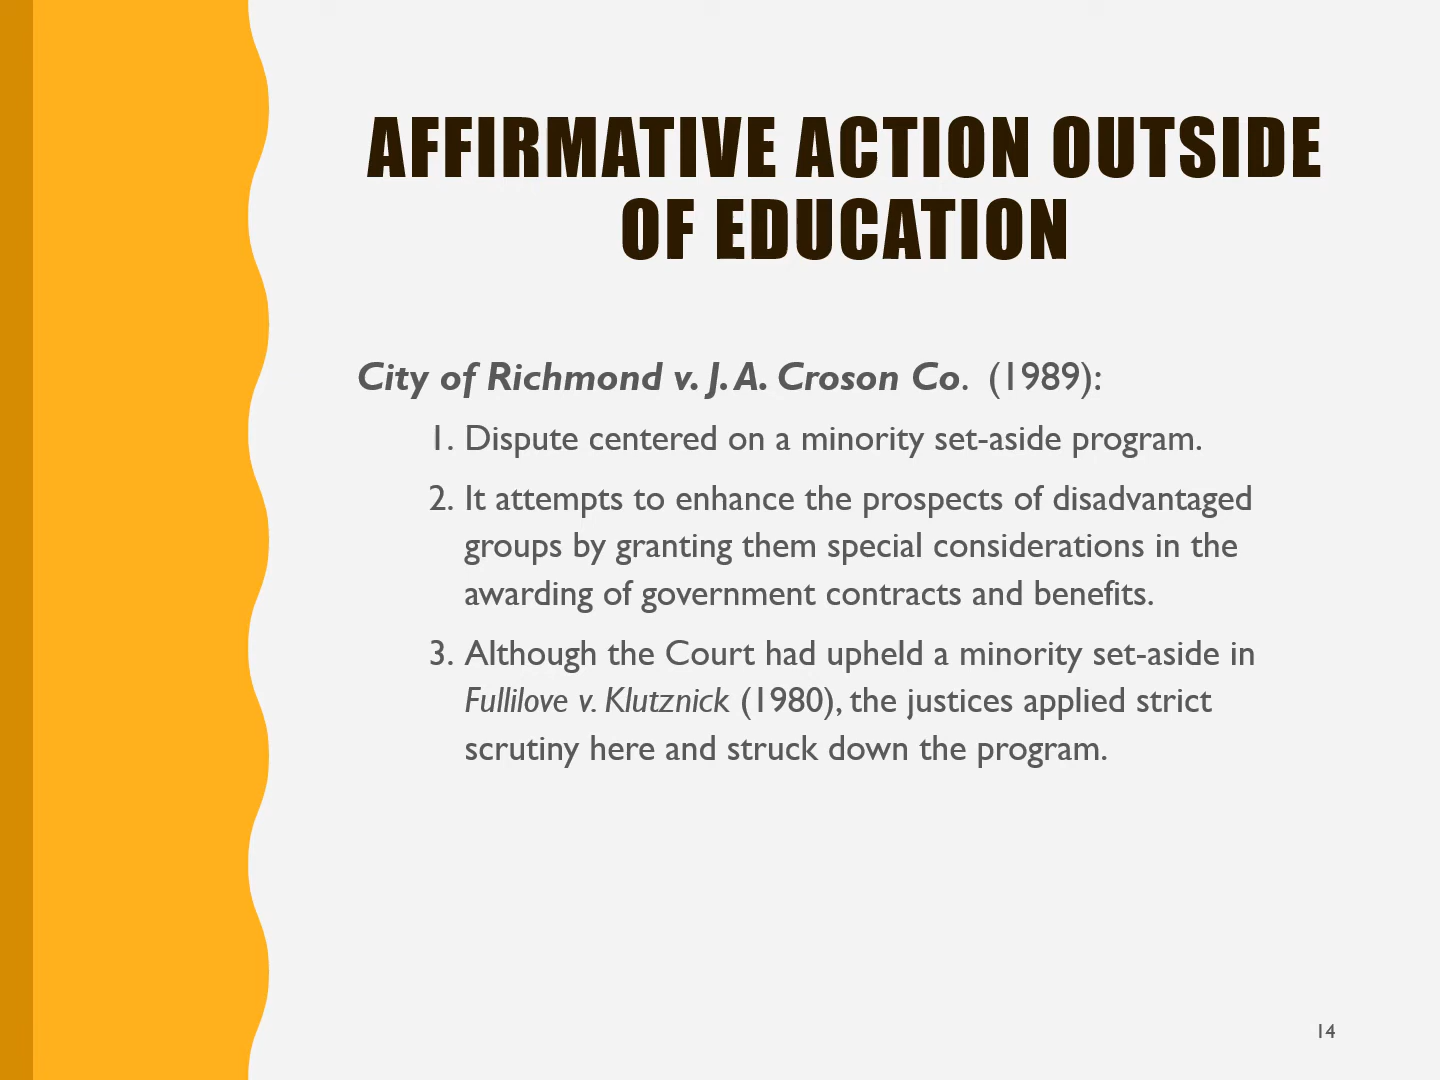 AFFIRMATIVE ACTION OUTSIDE
OF EDUCATION
City of Richmond v. J. A. Croson Co. (1989):
1. Dispute centered on a minority set-aside program.
2. It attempts to enhance the prospects of disadvantaged
groups by granting them special considerations in the
awarding of government contracts and benefits.
3. Although the Court had upheld a minority set-aside in
Fullilove v. Klutznick (1980), the justices applied strict
scrutiny here and struck down the program.
14